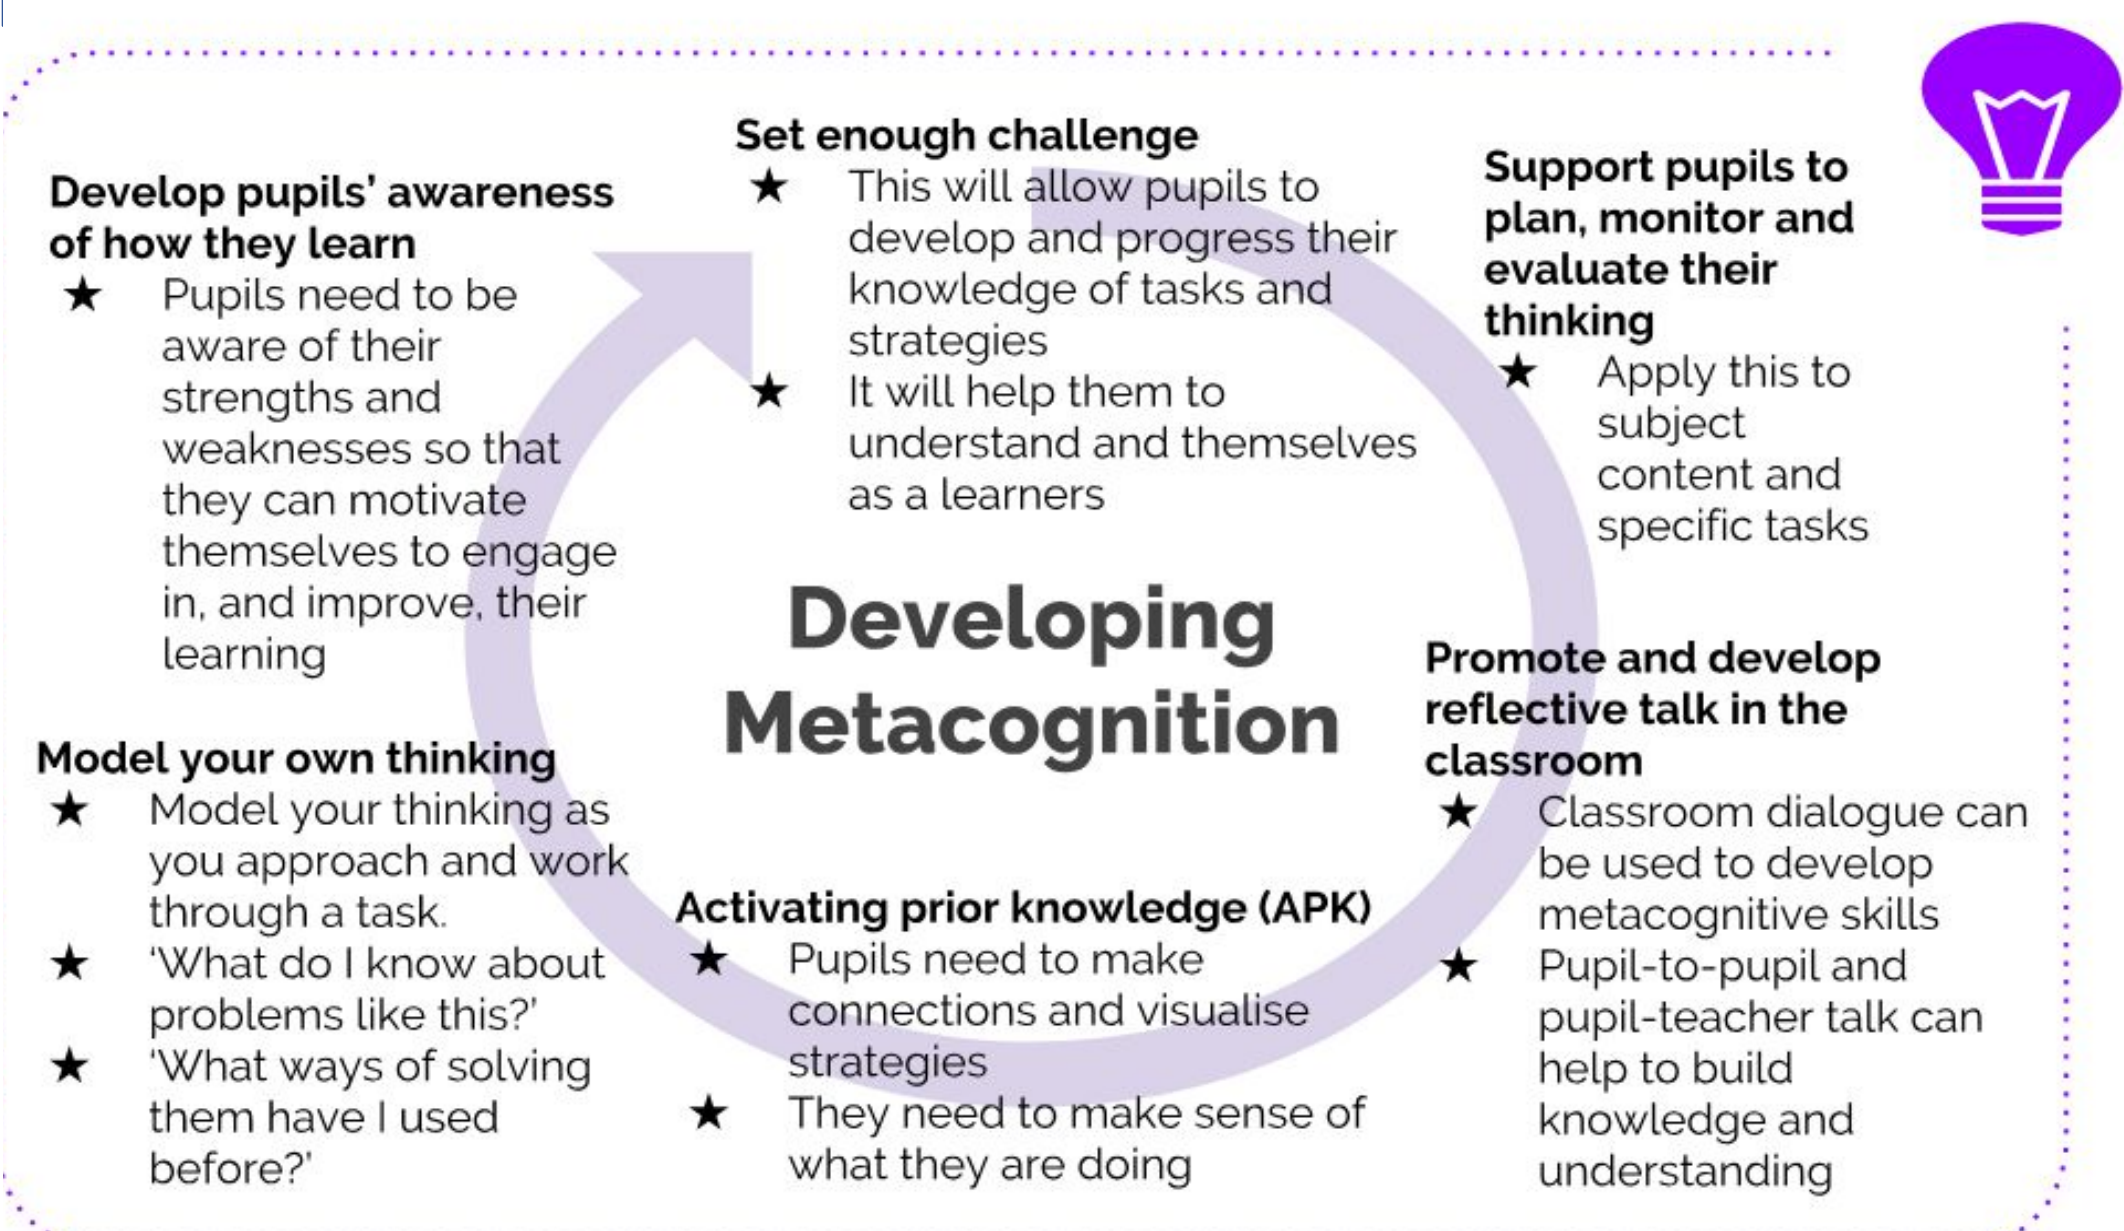 Set enough challenge
This will allow pupils to
develop and progress their
knowledge of tasks and
strategies
It will help them to
understand and themselves
as a learners
Support pupils to
plan, monitor and
evaluate their
thinking
Apply this to
subject
content and
specific tasks
Promote and develop
reflective talk in the
classroom
Classroom dialogue can
be used to develop
metacognitive skills
Pupil-to-pupil and
pupil-teacher talk can
help to build
knowledge and
understanding
Activating prior knowledge (APK)
Pupils need to make
connections and visualise
strategies
They need to make sense of
what they are doing
Model your own thinking
Model your thinking as
you approach and work
through a task.
‘What do I know about
problems like this?’
‘What ways of solving
them have I used
before?’
Develop pupils’ awareness
of how they learn
Pupils need to be
aware of their
strengths and
weaknesses so that
they can motivate
themselves to engage
in, and improve, their
learning
Developing
Metacognition